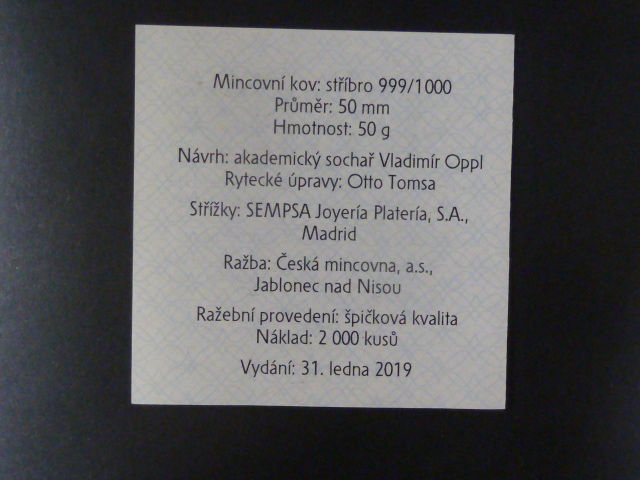 Mincovní kov: stříbro 999/1000
Průměr: 50 mm
Hmotnost: 50 g
Návrh: akademický sochař Vladimír Oppl
Rytecké úpravy: Otto Tomsa
Střížky: SEMPSA Joyería Platería, S.A.,
Madrid
Ražba: Česká mincovna, a.s.,
Jablonec nad Nisou
Ražební provedení: špičková kvalita
Náklad: 2 000 kusů
Vydání: 31. ledna 2019